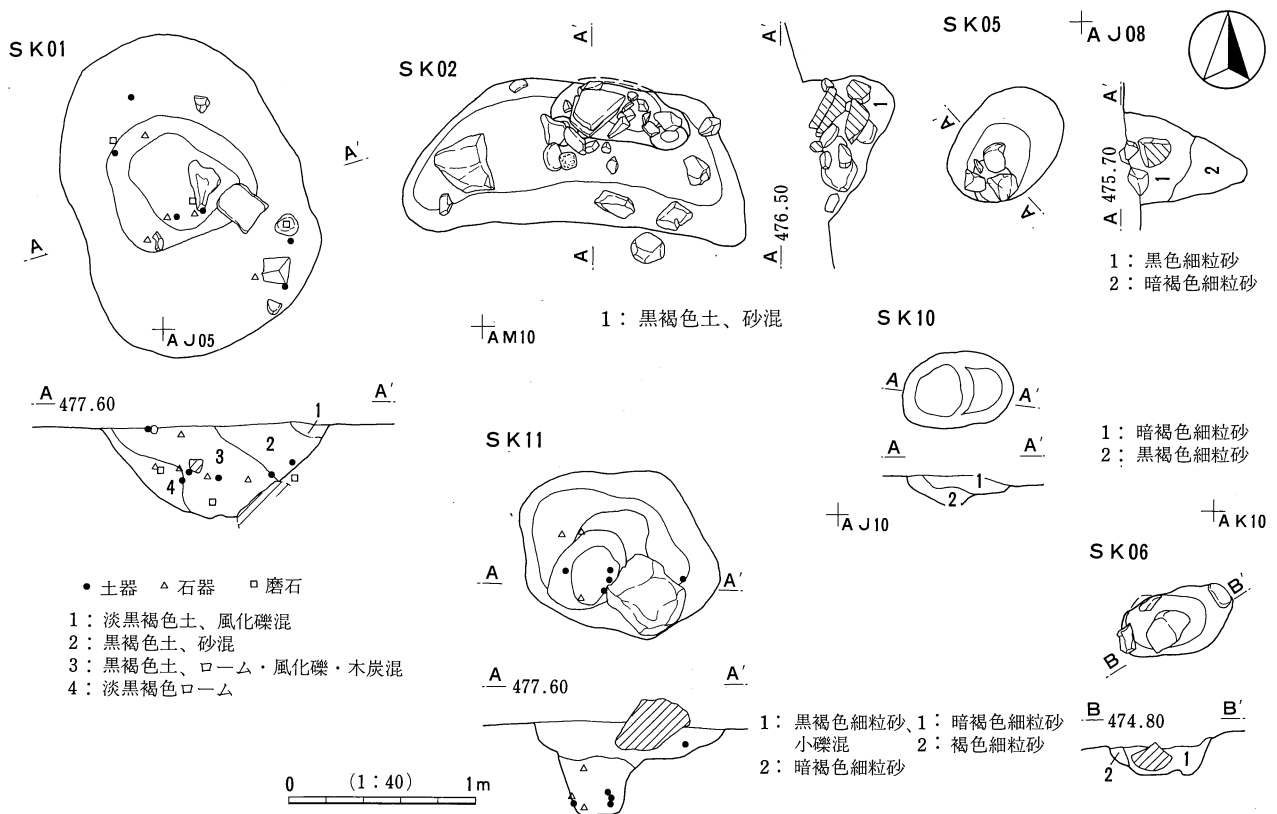 SK01
A
A′
AJ05
A 477.60 A′
1
2
3
4
● 土器 △ 石器 □ 磨石
1：淡黒褐色土、風化礫混
2：黒褐色土、砂混
3：黒褐色土、ローム・風化礫・木炭混
4：淡黒褐色ローム
SK02
A′
A
A′
A 476.50
1
AM10
1：黒褐色土、砂混
SK05
A′
A
AJ08
A′
A 475.70
1
2
1：黒色細粒砂
2：暗褐色細粒砂
SK10
A
A′
A A′
1
2
1：暗褐色細粒砂
2：黒褐色細粒砂
AJ10
AK10
SK11
A
A′
A 477.60 A′
1：黒褐色細粒砂、
小礫混
2：暗褐色細粒砂
SK06
B′
B
B 474.80 B′
1
2
1：暗褐色細粒砂
2：褐色細粒砂
0 (1：40) 1m